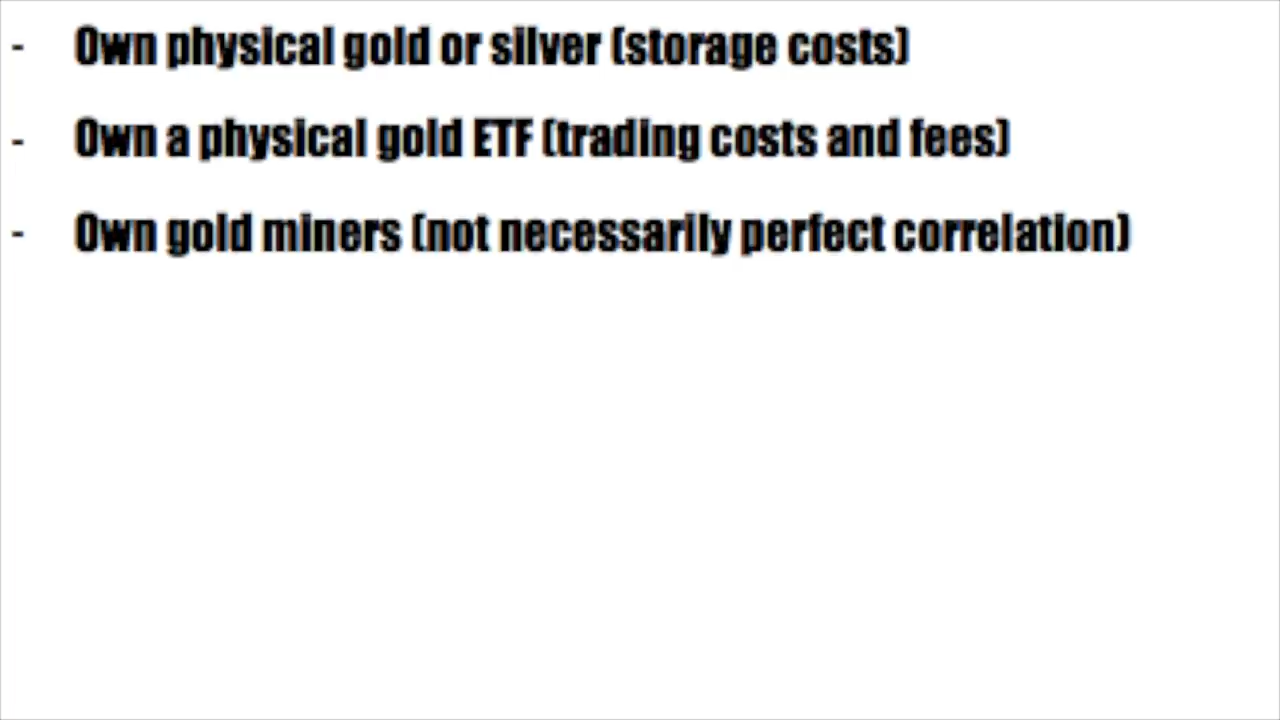 - Own physical gold or silver (storage costs)
- Own a physical gold ETF (trading costs and fees)
- Own gold miners (not necessarily perfect correlation)